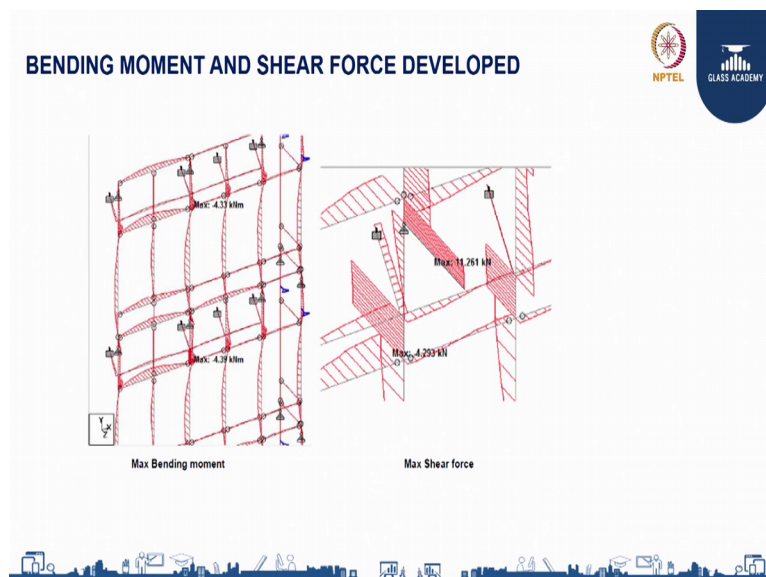 BENDING MOMENT AND SHEAR FORCE DEVELOPED
NPTEL
GLASS ACADEMY
Max: -4.33 kNm
Max: 11.261 kN
Max: -4.39 kNm
Max: -4.293 kN
Y
X
Z
Max Bending moment
Max Shear force